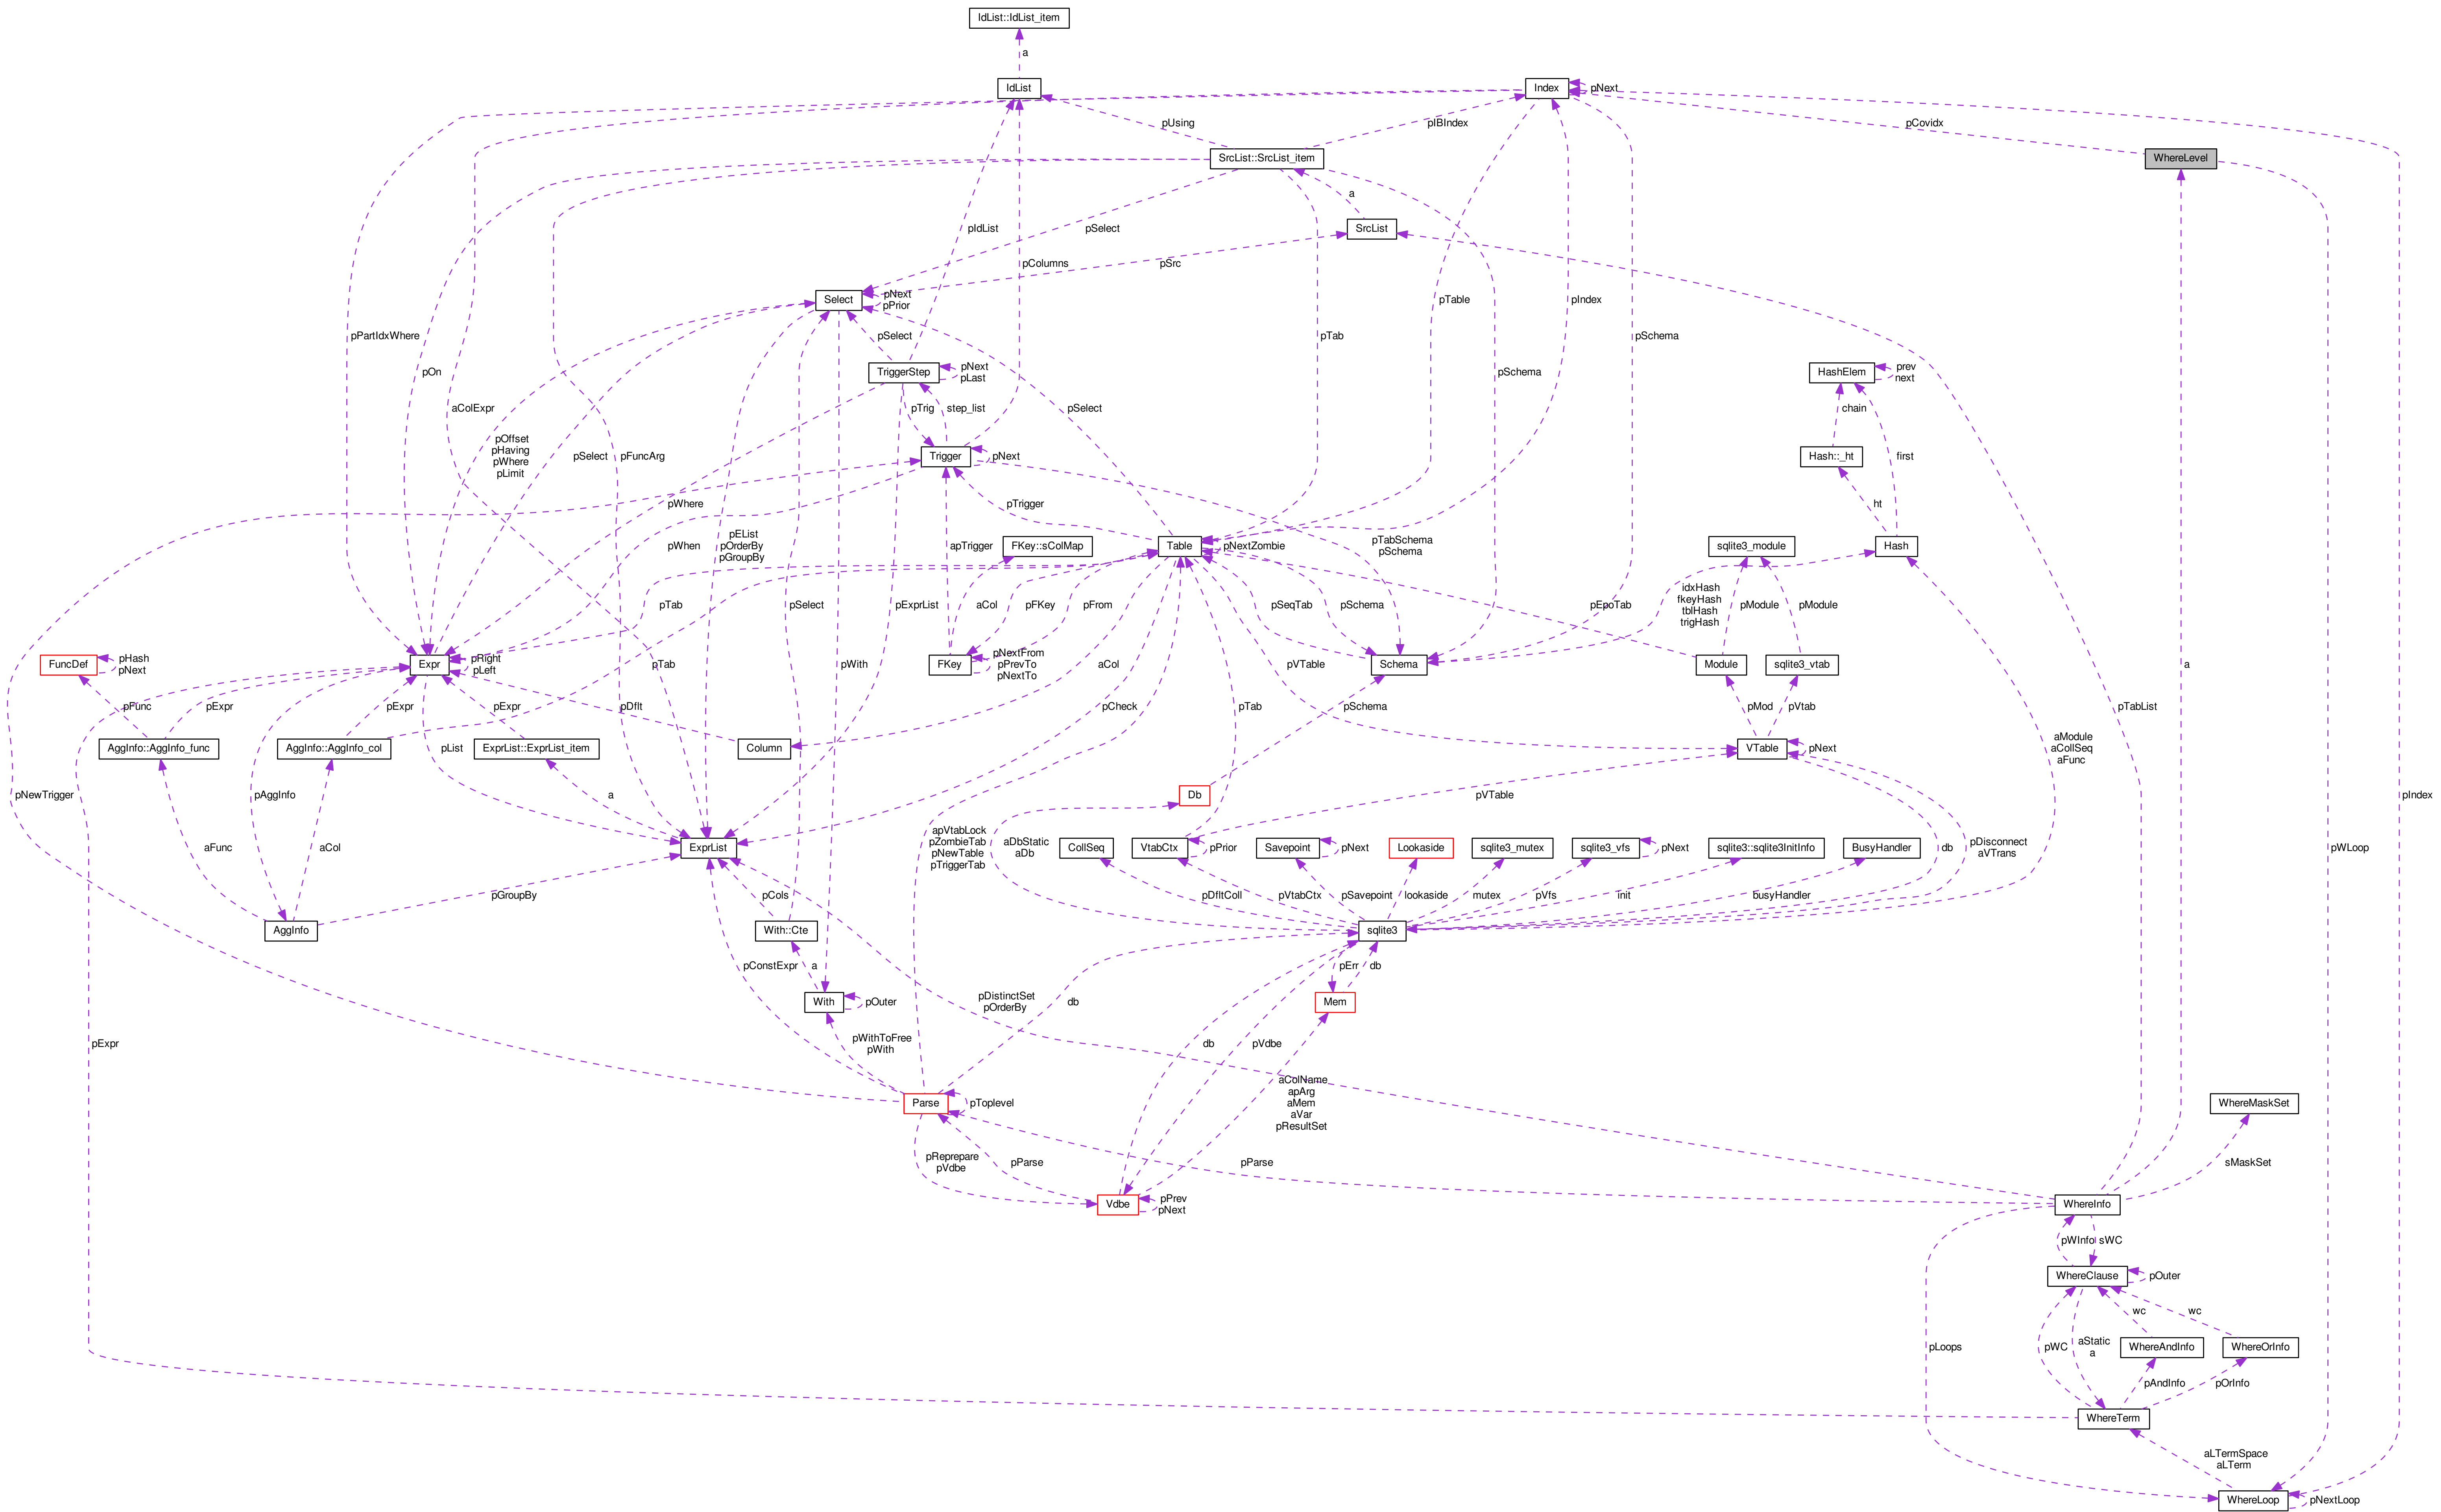 IdList::IdList_item
a
IdList
Index
pNext
pUsing
pIBIndex
pCovidx
SrcList::SrcList_item
WhereLevel
a
pIdList
pSelect
SrcList
pColumns
pSrc
Select
pNext
pPrior
pTable
pIndex
pPartIdxWhere
pSelect
pTab
pSchema
pOn
TriggerStep
pNext
pLast
pSchema
HashElem
prev
next
aColExpr
pTrig
step_list
pSelect
chain
pOffset
pHaving
pWhere
pLimit
pSelect
pFuncArg
Trigger
pNext
Hash::_ht
first
pWhere
pTrigger
ht
pWhen
pEList
pOrderBy
pGroupBy
apTrigger
FKey::sColMap
Table
pNextZombie
pTabSchema
pSchema
sqlite3_module
Hash
pTab
pSelect
pExprList
aCol
pFKey
pFrom
pSeqTab
pSchema
pEpoTab
idxHash
fkeyHash
tblHash
trigHash
pModule
pModule
FuncDef
pHash
pNext
Expr
pRight
pLeft
pTab
pWith
FKey
pNextFrom
pPrevTo
pNextTo
aCol
pVTable
Schema
Module
sqlite3_vtab
pFunc
pExpr
pExpr
pExpr
pDflt
pCheck
pTab
pSchema
pMod
pVtab
pTabList
AggInfo::AggInfo_func
AggInfo::AggInfo_col
pList
ExprList::ExprList_item
Column
VTable
pNext
aModule
aCollSeq
aFunc
pNewTrigger
pAggInfo
a
Db
pVTable
pIndex
aFunc
aCol
ExprList
apVtabLock
pZombieTab
pNewTable
pTriggerTab
aDbStatic
aDb
CollSeq
VtabCtx
pPrior
Savepoint
pNext
Lookaside
sqlite3_mutex
sqlite3_vfs
pNext
sqlite3::sqlite3InitInfo
BusyHandler
db
pDisconnect
aVTrans
pWLoop
pGroupBy
pCols
pDfltColl
pVtabCtx
pSavepoint
lookaside
mutex
pVfs
init
busyHandler
AggInfo
With::Cte
sqlite3
pConstExpr
a
pErr
db
With
pOuter
pDistinctSet
pOrderBy
db
Mem
pExpr
pWithToFree
pWith
db
pVdbe
aColName
apArg
aMem
aVar
pResultSet
Parse
pToplevel
WhereMaskSet
pReprepare
pVdbe
pParse
pParse
sMaskSet
a
Vdbe
pPrev
pNext
WhereInfo
pWInfo
sWC
WhereClause
pOuter
wc
wc
pLoops
pWC
aStatic
a
WhereAndInfo
WhereOrInfo
pAndInfo
pOrInfo
WhereTerm
aLTermSpace
aLTerm
WhereLoop
pNextLoop